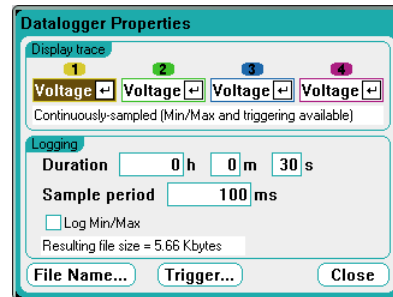 Datalogger Properties
Display trace
1 2 3 4
Voltage Voltage Voltage Voltage
Continuously-sampled (Min/Max and triggering available)
Logging
Duration 0 h 0 m 30 s
Sample period 100 ms
Log Min/Max
Resulting file size = 5.66 Kbytes
File Name... Trigger... Close